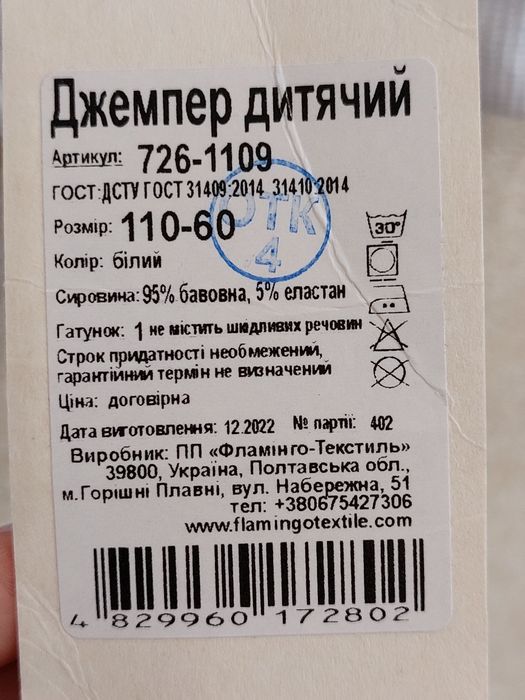 Джемпер дитячий
Артикул: 726-1109
ГОСТ:ДСТУ ГОСТ 31409:2014 31410:2014
ОТК
4
Розмір: 110-60
30°
Колір: білий
Сировина: 95% бавовна, 5% еластан
Гатунок: 1 не містить шкідливих речовин
Строк придатності необмежений,
гарантійний термін не визначений
Ціна: договірна
Дата виготовлення: 12.2022 № партії: 402
Виробник: ПП «Фламінго-Текстиль»
39800, Україна, Полтавська обл.,
м.Горішні Плавні, вул. Набережна, 51
тел: +380675427306
www.flamingotextile.com
4 829960 172802